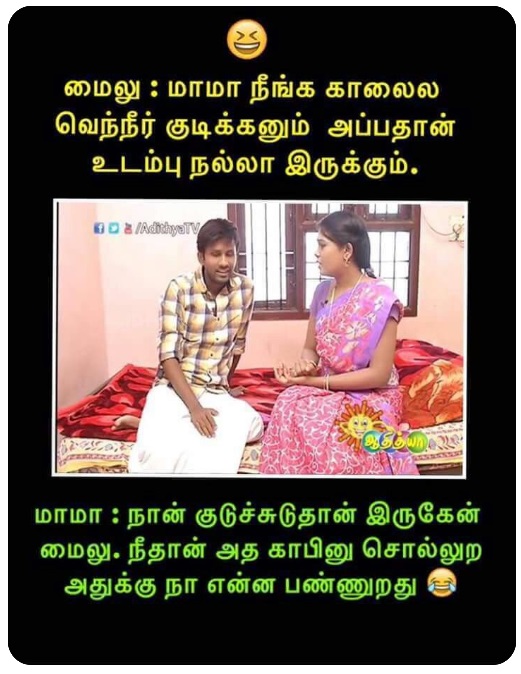 மைலு : மாமா நீங்க காலைல
வெந்நீர் குடிக்கனும் அப்பதான்
உடம்பு நல்லா இருக்கும்.
/AdithyaTV
ஆதித்யா
மாமா : நான் குடுச்சுடுதான் இருகேன்
மைலு. நீதான் அத காபினு சொல்லுற
அதுக்கு நா என்ன பண்ணுறது